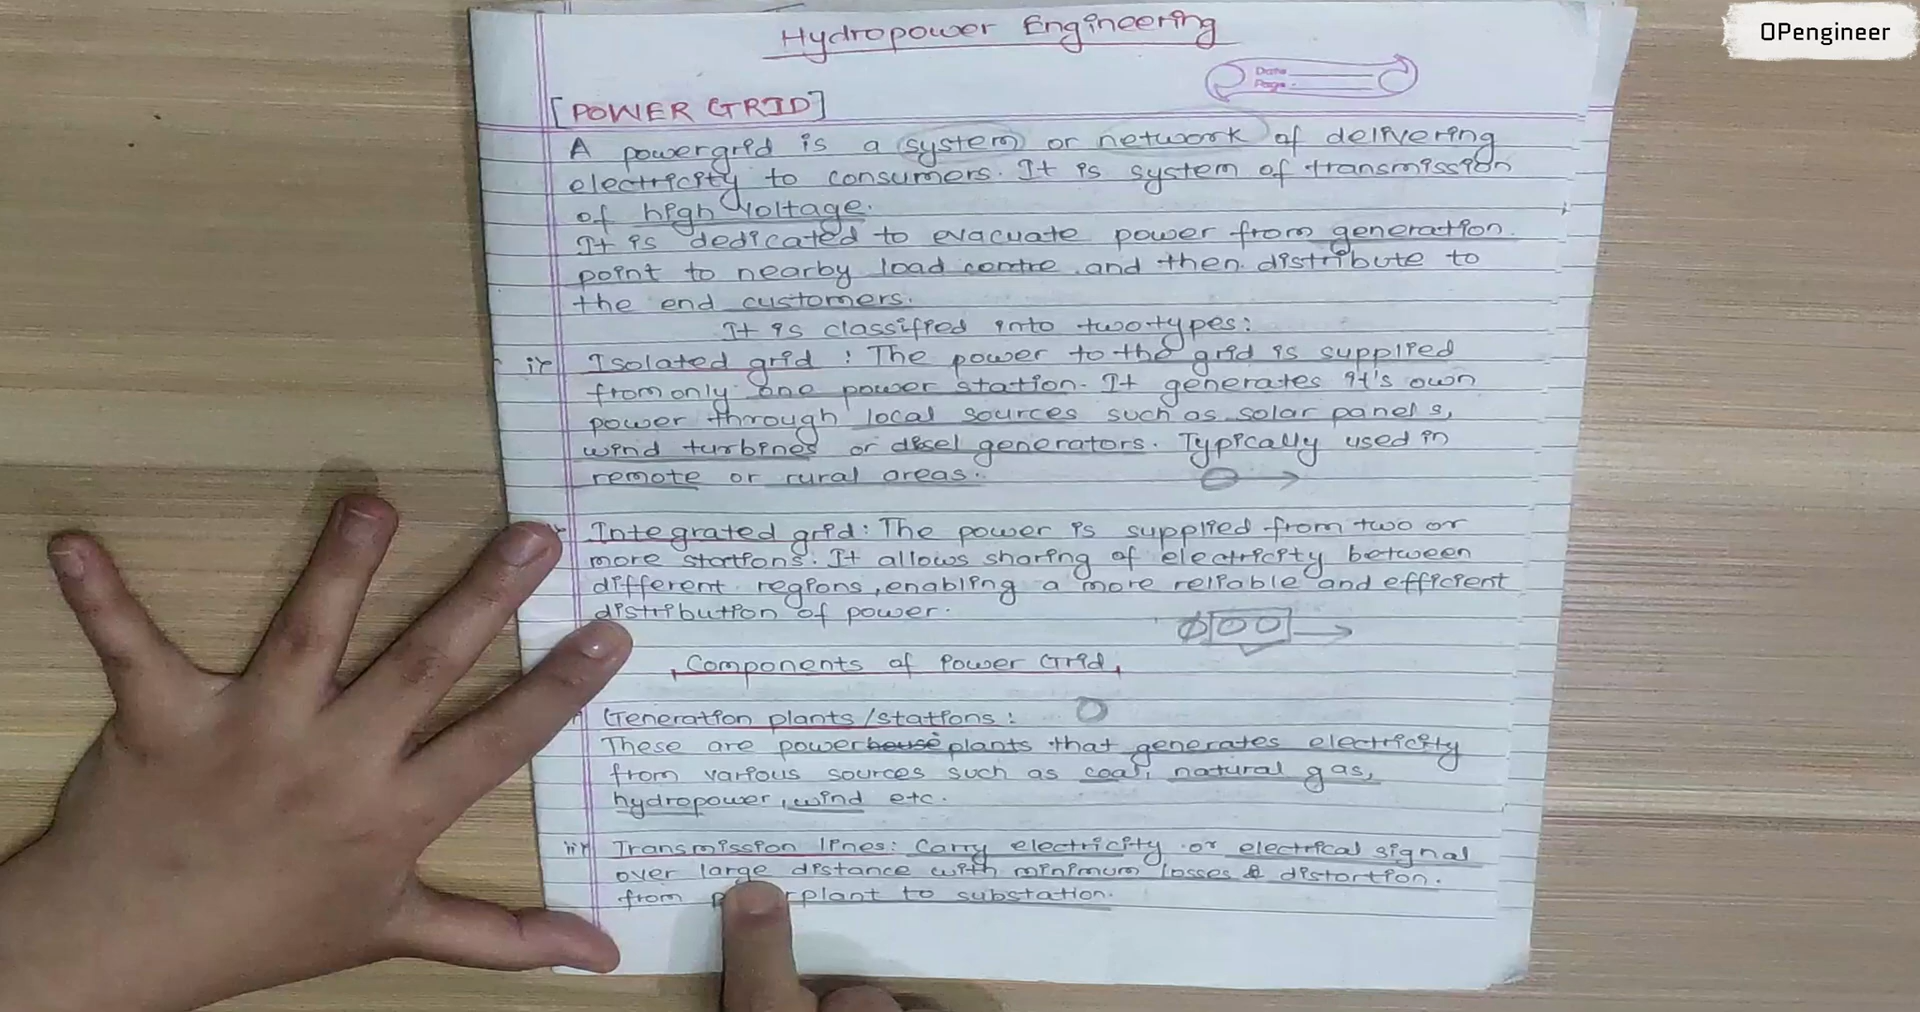 Hydropower Engineering
OPengineer
Date
Page
[POWER GRID]
A powergrid is a system or network of delivering
electricity to consumers. It is system of transmission
of high voltage.
It is dedicated to evacuate power from generation
point to nearby load centre and then distribute to
the end customers.
It is classified into two types:
i) Isolated grid : The power to the grid is supplied
from only one power station. It generates it's own
power through local sources such as solar panels,
wind turbines or disel generators. Typically used in
remote or rural areas.
Integrated grid: The power is supplied from two or
more stations. It allows sharing of electricity between
different regions, enabling a more reliable and efficient
distribution of power.
Components of Power Grid
Generation plants/stations:
These are powerhouse plants that generates electricity
from various sources such as coal, natural gas,
hydropower, wind etc.
ii) Transmission lines: Carry electricity or electrical signal
over large distance with minimum losses & distortion.
from plant to substation.